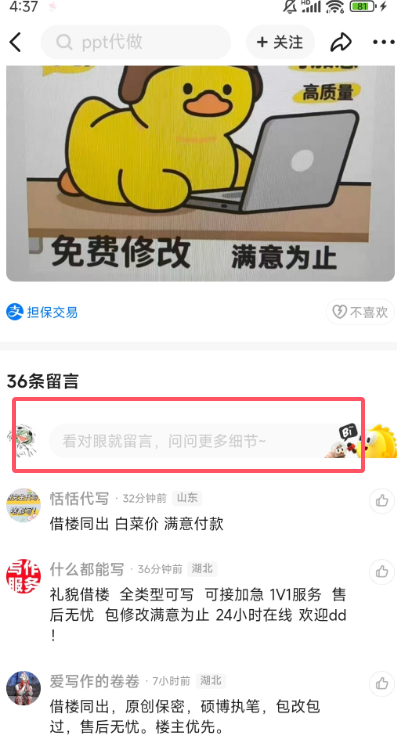 4:37
HD
81
ppt代做
+ 关注
高质量
免费修改 满意为止
支 担保交易
不喜欢
36条留言
看对眼就留言，问问更多细节~
Bi
恬恬代写 · 32分钟前 山东
借楼同出 白菜价 满意付款
写作
服务
什么都能写 · 36分钟前 湖北
礼貌借楼 全类型可写 可接加急 1V1服务 售
后无忧 包修改满意为止 24小时在线 欢迎dd
！
爱写作的卷卷 · 7小时前 湖北
借楼同出，原创保密，硕博执笔，包改包
过，售后无忧。楼主优先。